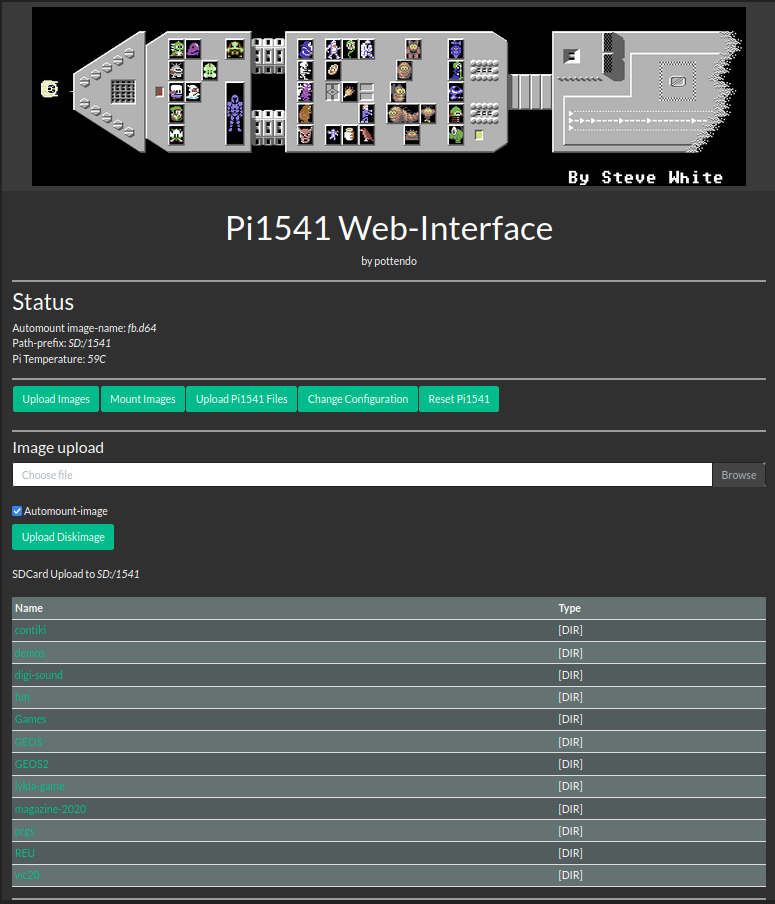 By Steve White
Pi1541 Web-Interface
by pottendo
Status
Automount image-name: fb.d64
Path-prefix: SD:/1541
Pi Temperature: 59C
Upload Images Mount Images Upload Pi1541 Files Change Configuration Reset Pi1541
Image upload
Choose file Browse
Automount-image
Upload Diskimage
SDCard Upload to SD:/1541
Name Type
contiki [DIR]
demos [DIR]
digi-sound [DIR]
fun [DIR]
Games [DIR]
GEOS [DIR]
GEOS2 [DIR]
lykia-game [DIR]
magazine-2020 [DIR]
prgs [DIR]
REU [DIR]
vic20 [DIR]